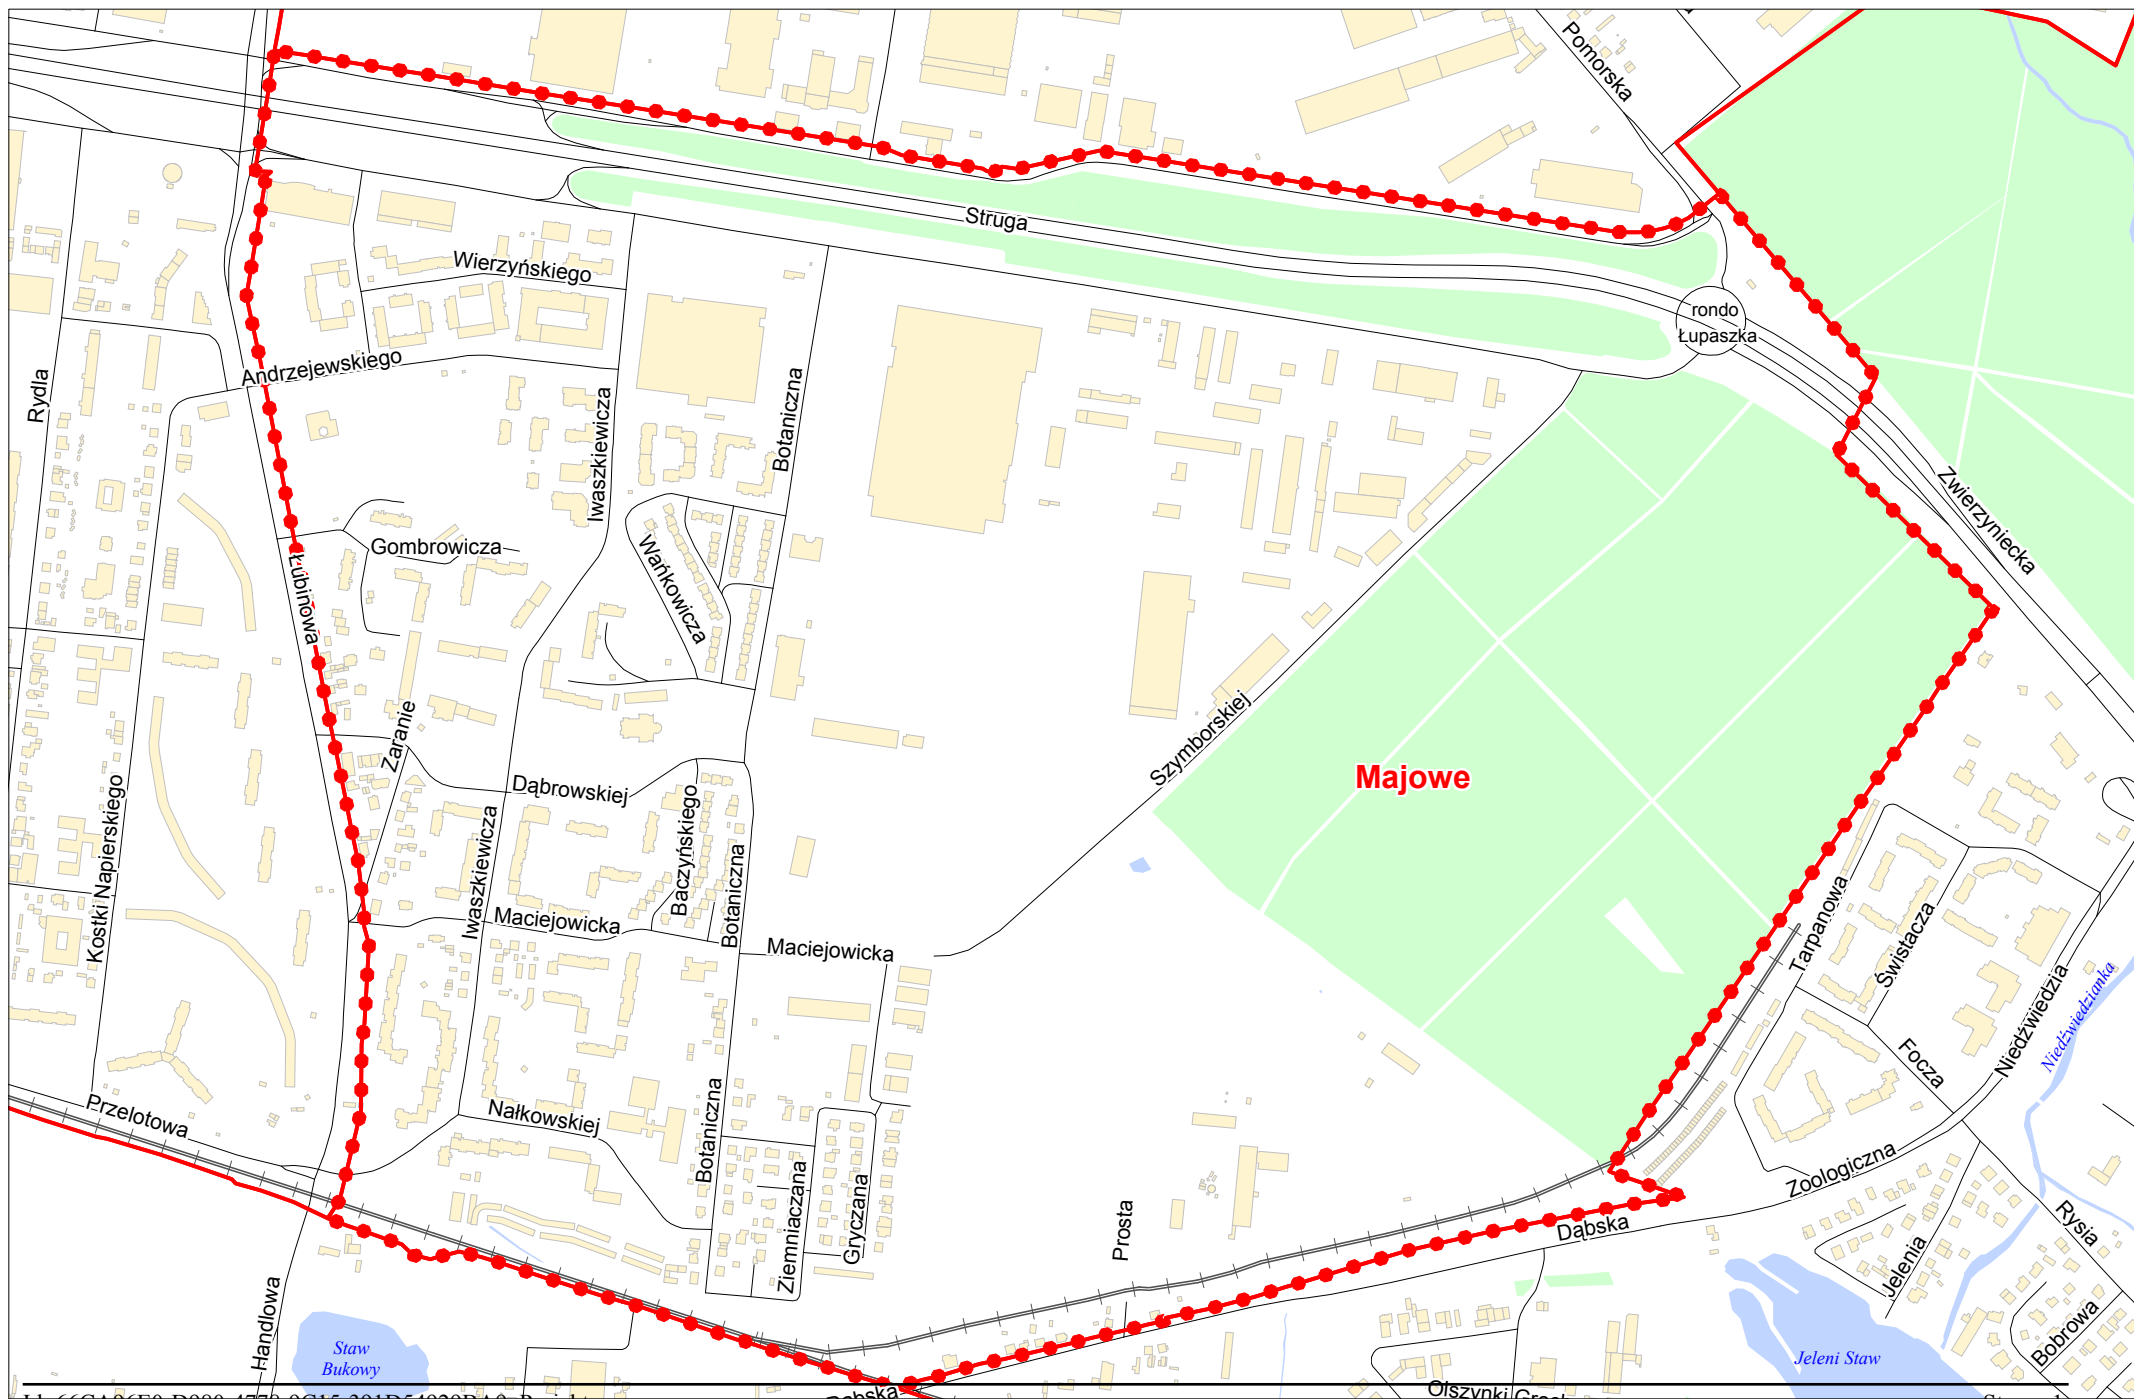 Pomorska
Struga
Wierzyńskiego
rondo
Łupaszka
Andrzejewskiego
Rydla
Iwaszkiewicza
Botaniczna
Zwierzyniecka
Gombrowicza
Wańkowicza
Łubinowa
Zaranie
Szymborskiej
Majowe
Dąbrowskiej
Kostki Napierskiego
Iwaszkiewicza
Baczyńskiego
Botaniczna
Maciejowicka
Maciejowicka
Tarpanowa
Świstacza
Niedźwiedzia
Niedźwiedzianka
Focza
Przelotowa
Nałkowskiej
Botaniczna
Ziemniaczana
Gryczana
Prosta
Dąbska
Zoologiczna
Rysia
Jelenia
Bobrowa
Handlowa
Staw
Bukowy
Jeleni Staw